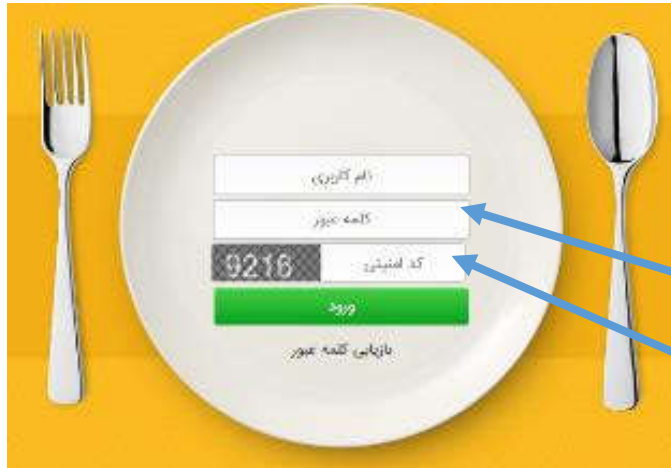 نام کاربری
کلمه عبور
کد امنیتی 9216
ورود
بازیابی کلمه عبور